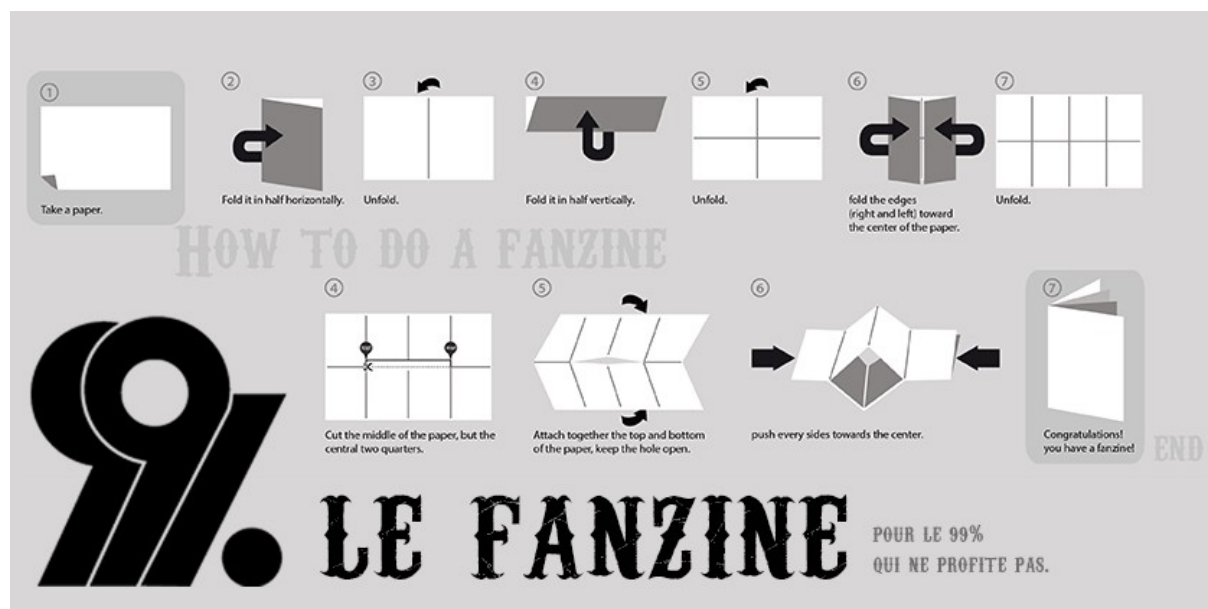 1
Take a paper.
2
Fold it in half horizontally.
3
Unfold.
4
Fold it in half vertically.
5
Unfold.
6
fold the edges
(right and left) toward
the center of the paper.
7
Unfold.
How to do a fanzine
4
Cut the middle of the paper, but the
central two quarters.
5
Attach together the top and bottom
of the paper, keep the hole open.
6
push every sides towards the center.
7
Congratulations!
you have a fanzine!
END
99.
LE FANZINE
POUR LE 99%
QUI NE PROFITE PAS.